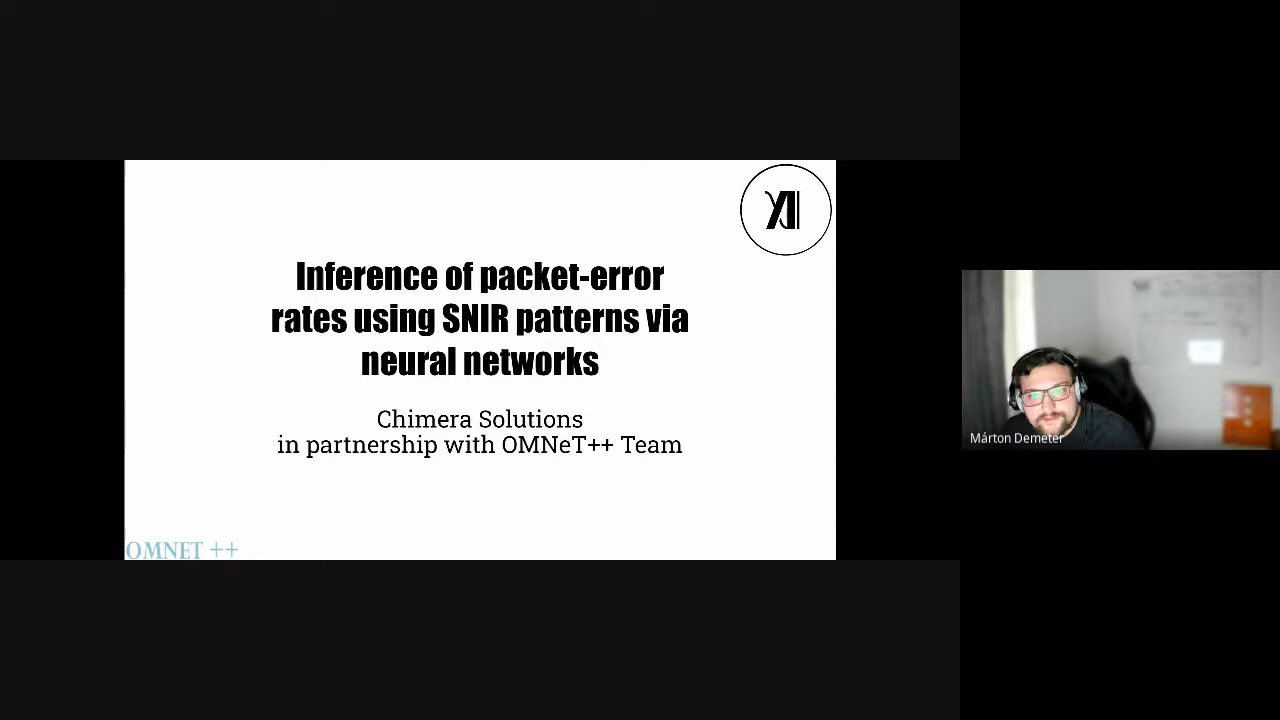 Inference of packet-error
rates using SNIR patterns via
neural networks
Chimera Solutions
in partnership with OMNeT++ Team
OMNET ++
Márton Demeter